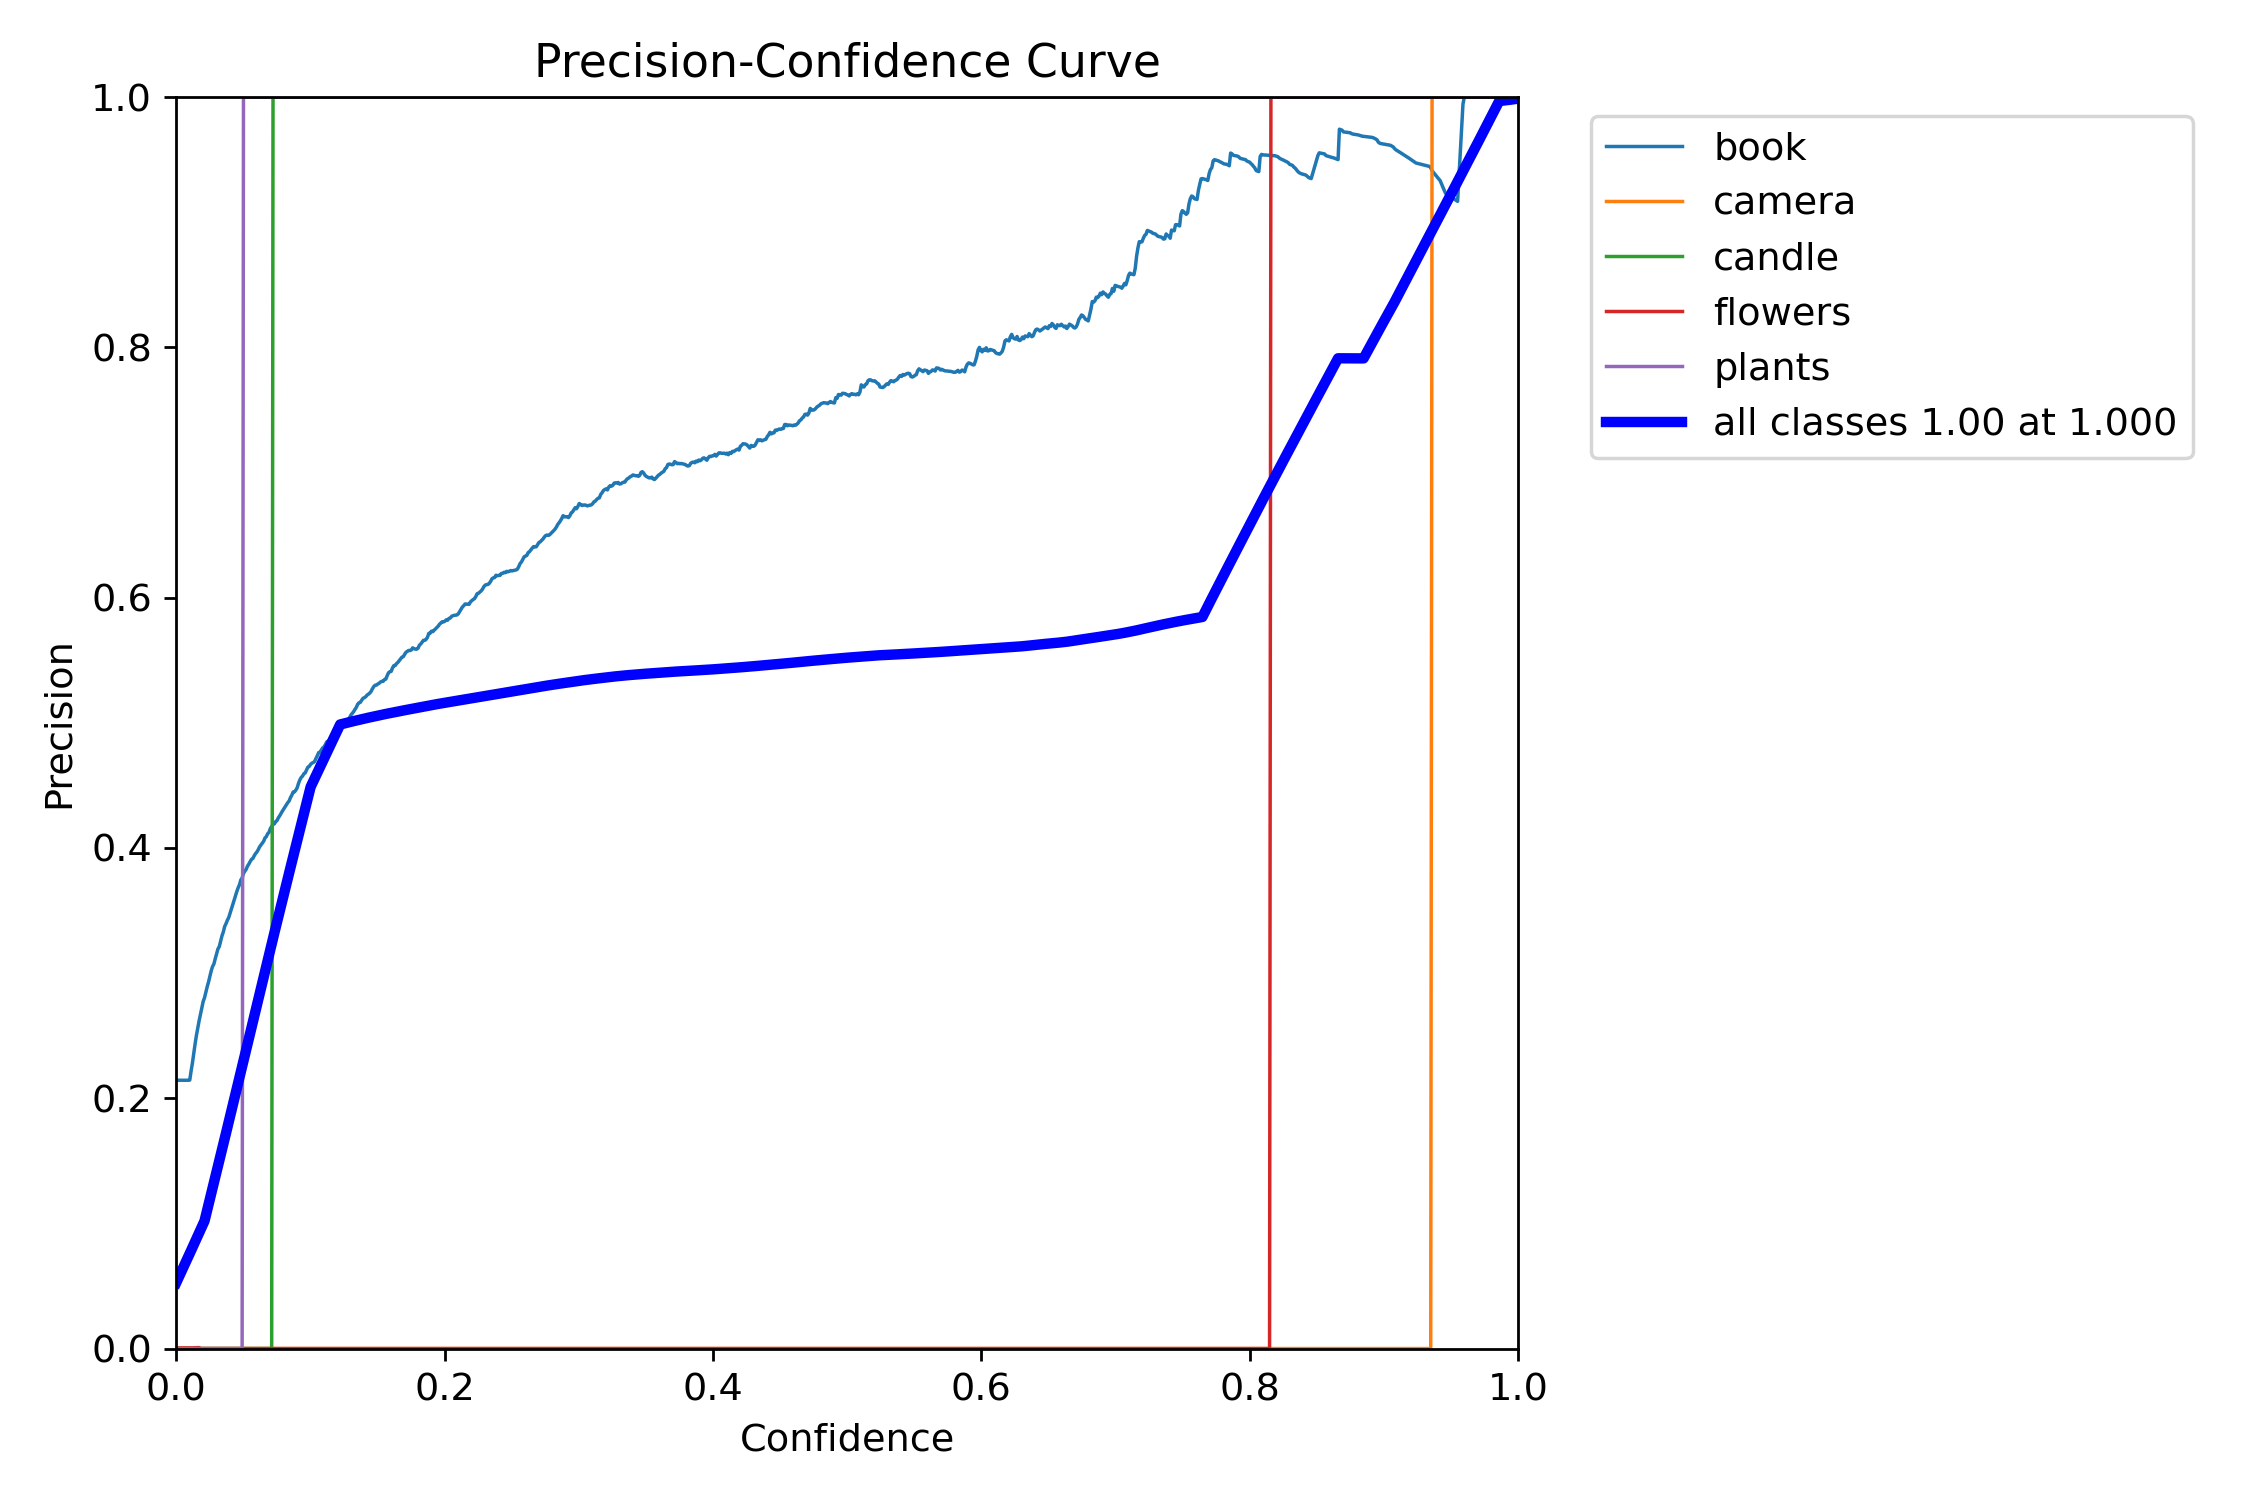 Precision-Confidence Curve
1.0
0.8
0.6
0.4
0.2
0.0
Precision
0.0 0.2 0.4 0.6 0.8 1.0
Confidence
book
camera
candle
flowers
plants
all classes 1.00 at 1.000